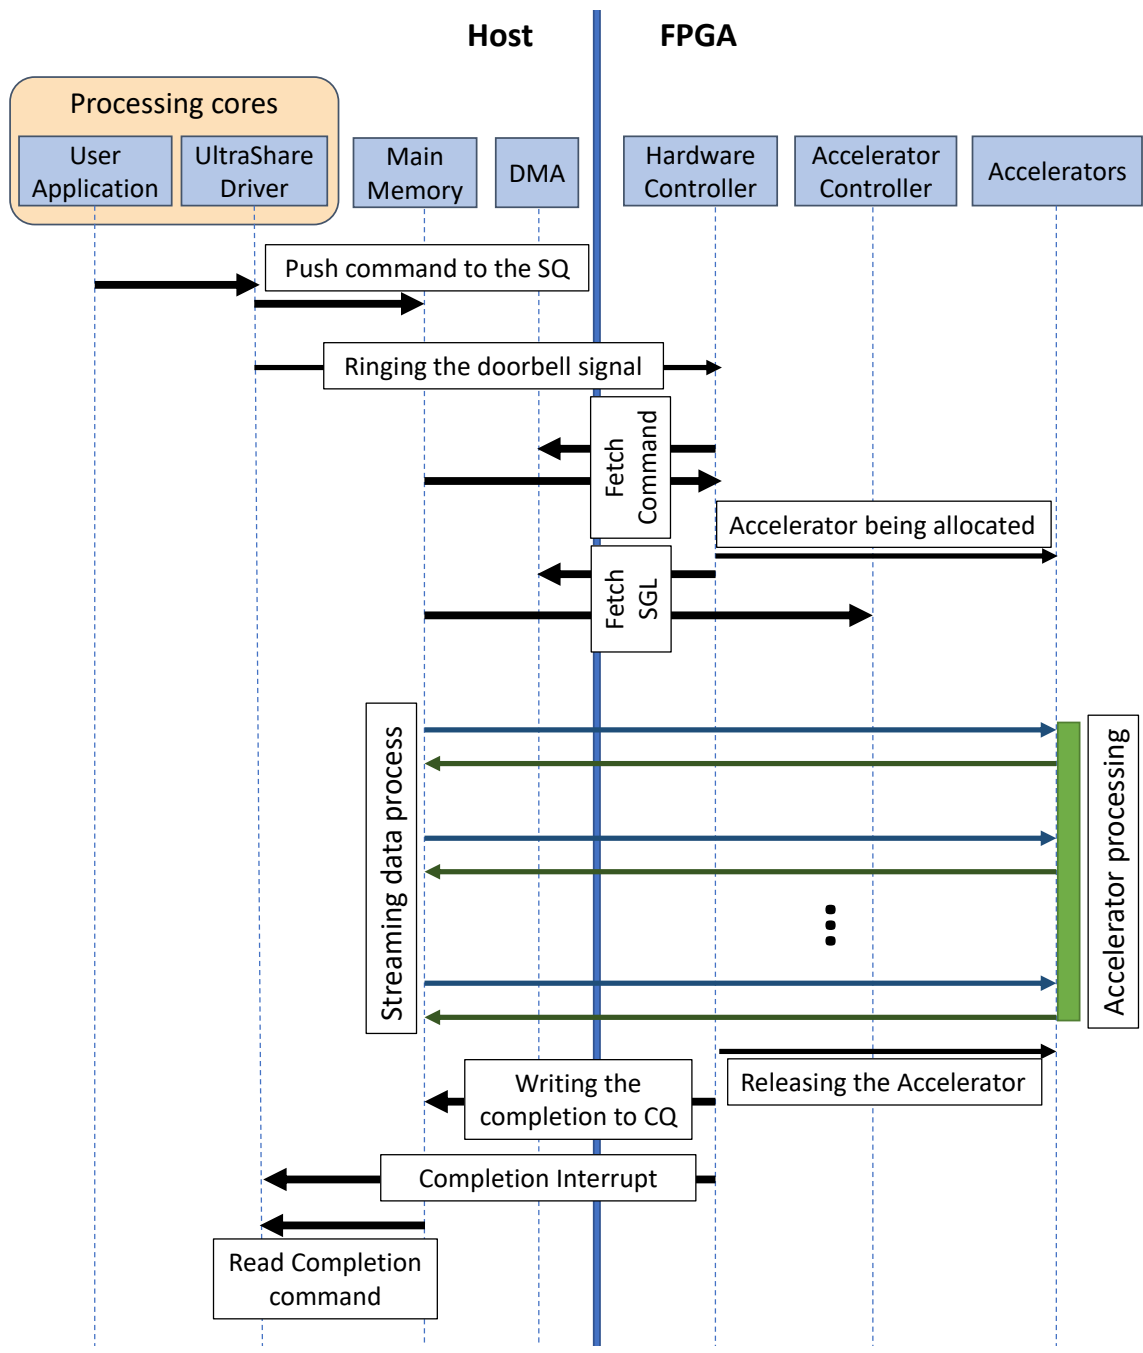 Host
FPGA
Processing cores
User
Application
UltraShare
Driver
Main
Memory
DMA
Hardware
Controller
Accelerator
Controller
Accelerators
Push command to the SQ
Ringing the doorbell signal
Fetch
Command
Accelerator being allocated
Fetch
SGL
Streaming data process
Accelerator processing
Releasing the Accelerator
Writing the
completion to CQ
Completion Interrupt
Read Completion
command